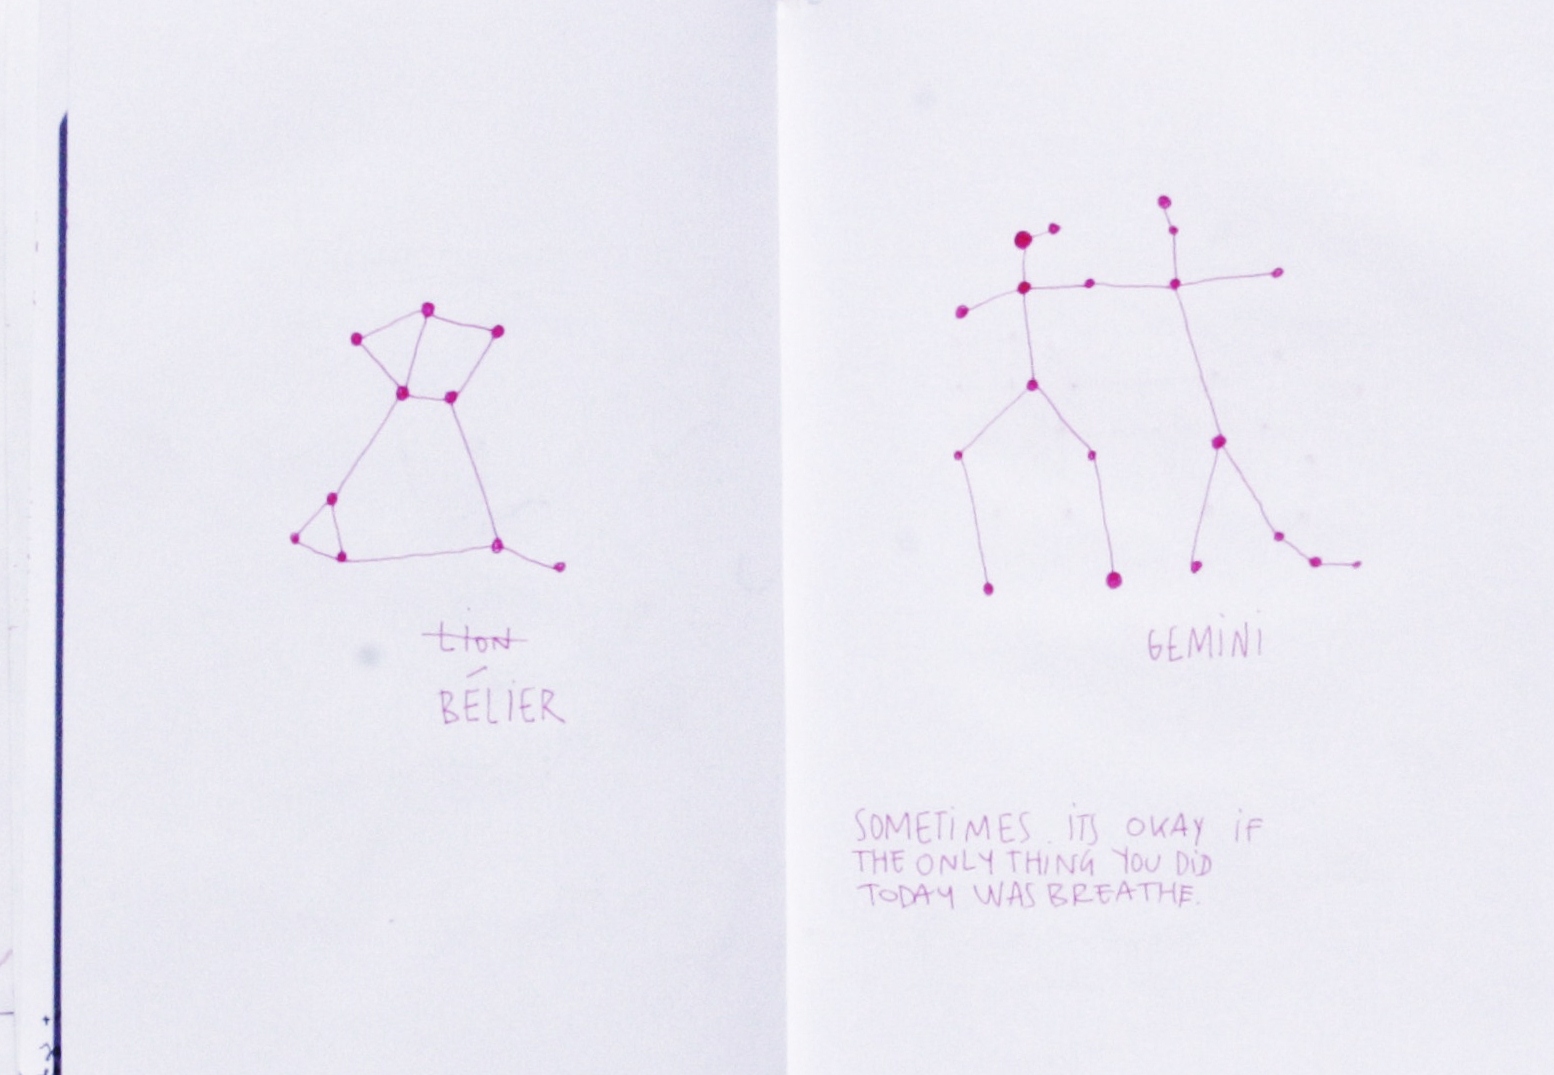 LiON
BÉLiER
GEMiNi
SOMETiMES iTS OKAY iF
THE ONLY THiNG YOU DiD
TODAY WAS BREATHE.